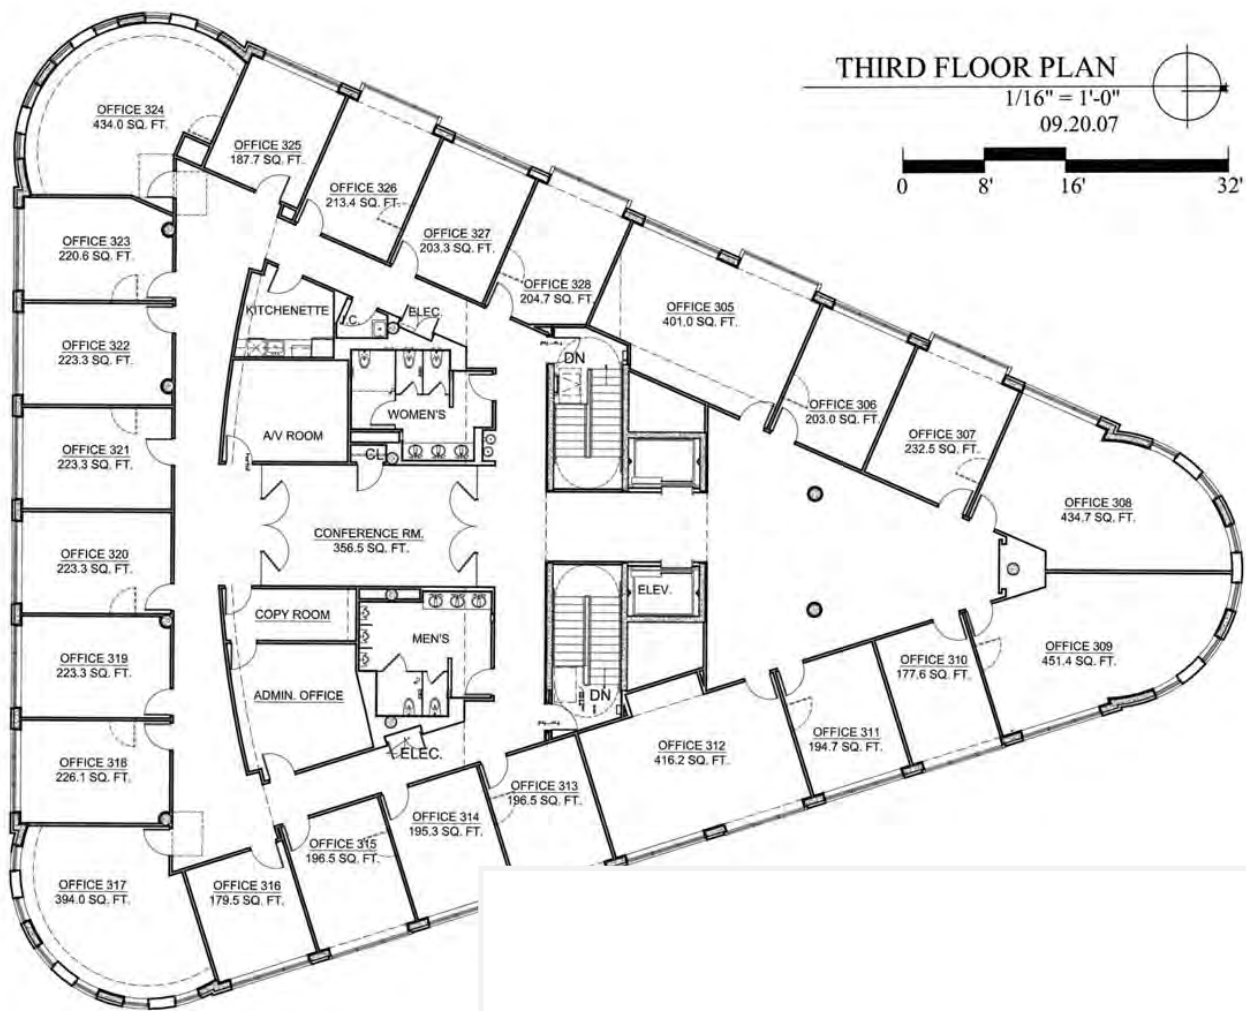 THIRD FLOOR PLAN
1/16" = 1'-0"
09.20.07
0 8' 16' 32'
OFFICE 324
434.0 SQ. FT.
OFFICE 325
187.7 SQ. FT.
OFFICE 326
213.4 SQ. FT.
OFFICE 327
203.3 SQ. FT.
OFFICE 328
204.7 SQ. FT.
OFFICE 305
401.0 SQ. FT.
OFFICE 306
203.0 SQ. FT.
OFFICE 307
232.5 SQ. FT.
OFFICE 308
434.7 SQ. FT.
OFFICE 323
220.6 SQ. FT.
OFFICE 322
223.3 SQ. FT.
OFFICE 321
223.3 SQ. FT.
OFFICE 320
223.3 SQ. FT.
OFFICE 319
223.3 SQ. FT.
OFFICE 318
226.1 SQ. FT.
OFFICE 317
394.0 SQ. FT.
KITCHENETTE
ELEC.
DN
WOMEN'S
A/V ROOM
CL.
CONFERENCE RM.
356.5 SQ. FT.
COPY ROOM
MEN'S
ELEV.
ADMIN. OFFICE
DN
ELEC.
OFFICE 309
451.4 SQ. FT.
OFFICE 310
177.6 SQ. FT.
OFFICE 311
194.7 SQ. FT.
OFFICE 312
416.2 SQ. FT.
OFFICE 313
196.5 SQ. FT.
OFFICE 314
195.3 SQ. FT.
OFFICE 315
196.5 SQ. FT.
OFFICE 316
179.5 SQ. FT.